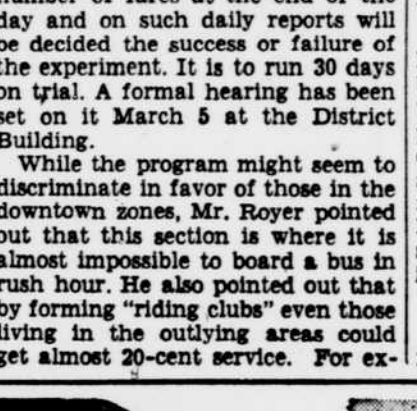 number of fares at the end of the
day and on such daily reports will
be decided the success or failure of
the experiment. It is to run 30 days
on trial. A formal hearing has been
set on it March 5 at the District
Building.
While the program might seem to
discriminate in favor of those in the
downtown zones, Mr. Royer pointed
out that this section is where it is
almost impossible to board a bus in
rush hour. He also pointed out that
by forming "riding clubs" even those
living in the outlying areas could
get almost 20-cent service. For ex-